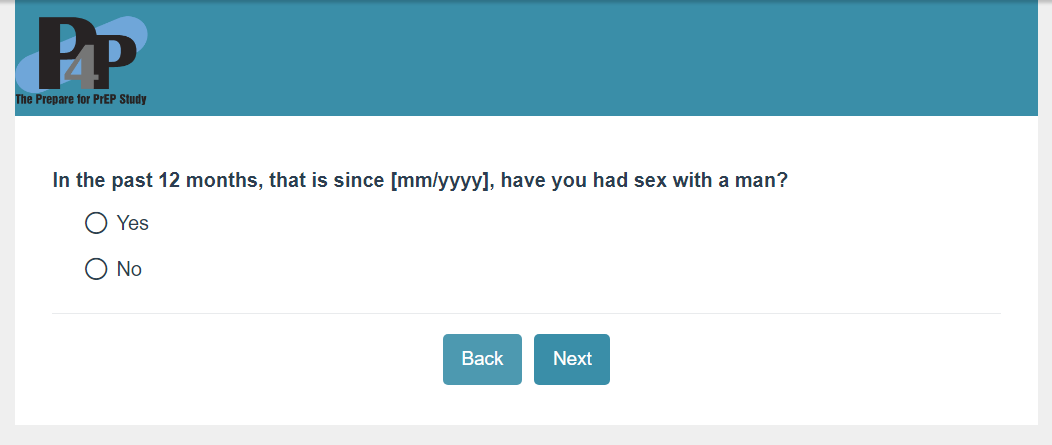 P4P
The Prepare for PrEP Study
In the past 12 months, that is since [mm/yyyy], have you had sex with a man?
Yes
No
Back Next